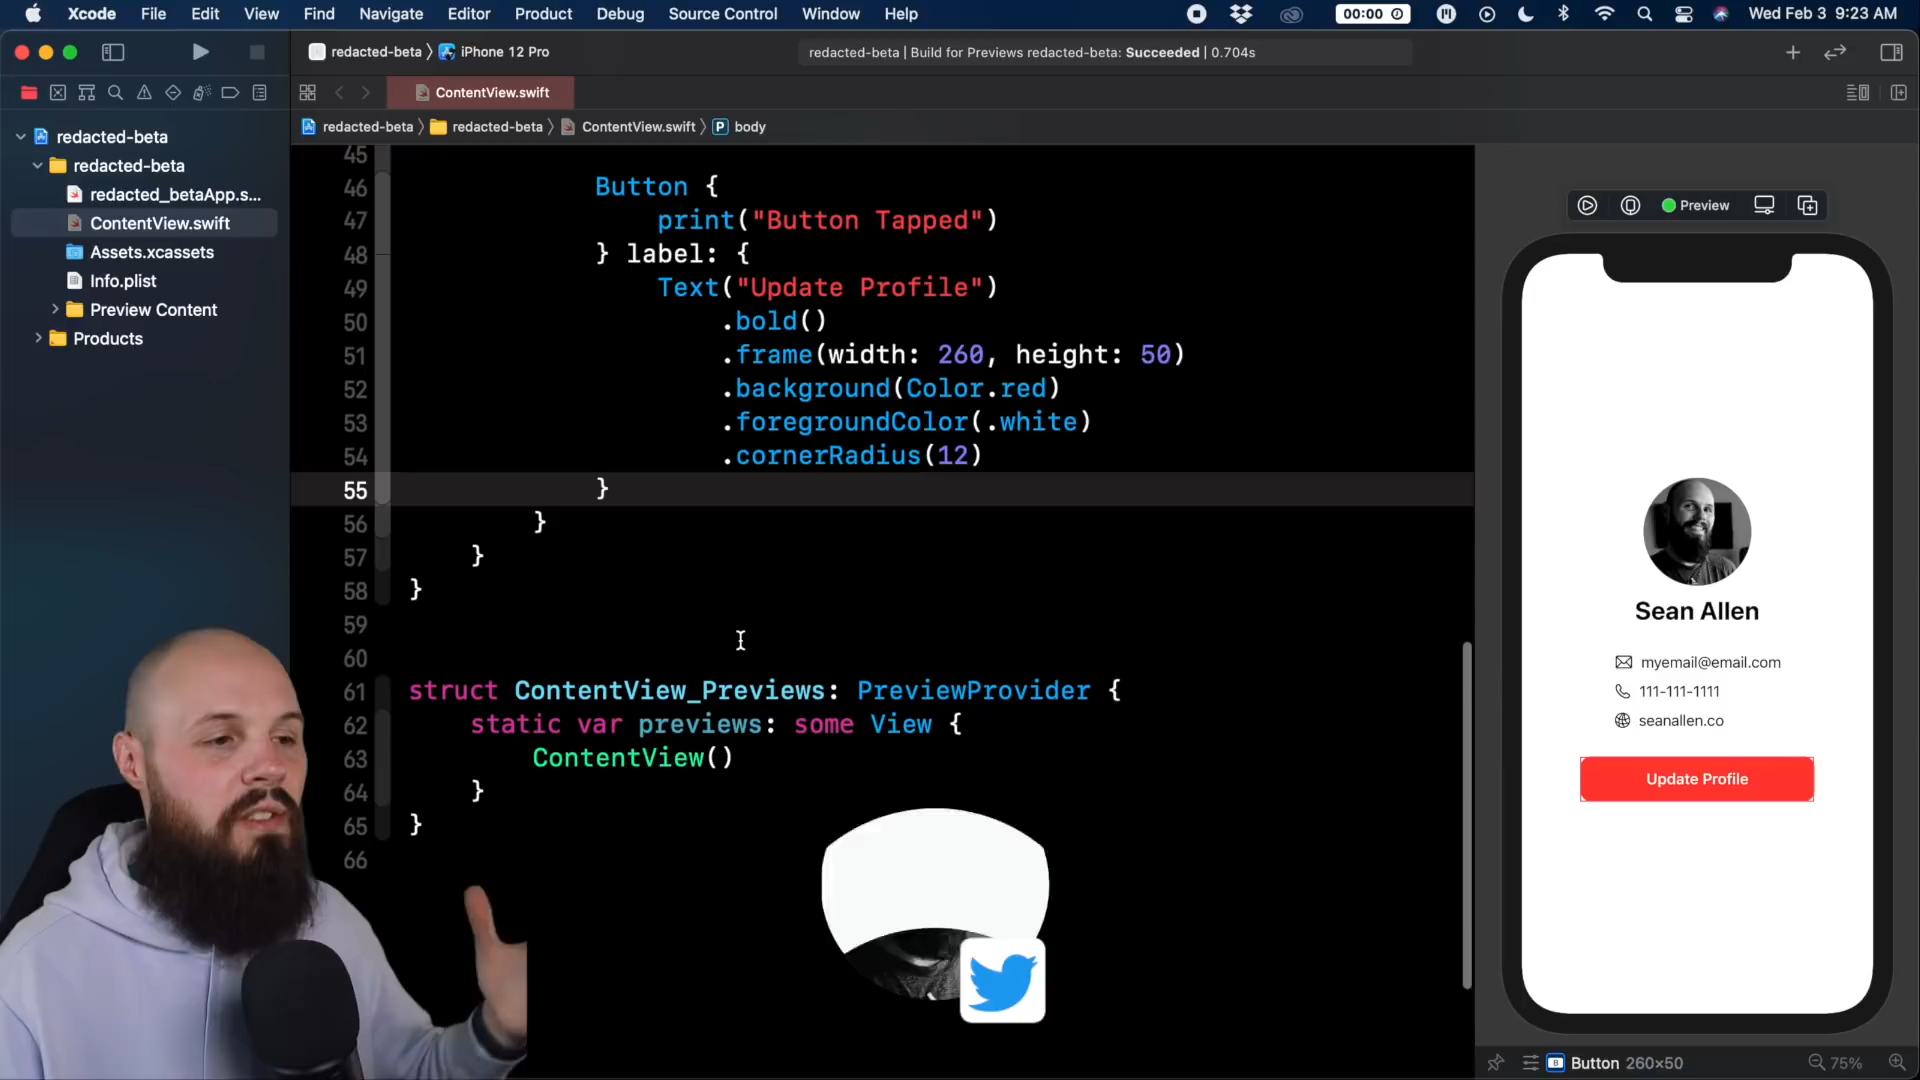 Xcode File Edit View Find Navigate Editor Product Debug Source Control Window Help 00:00 Wed Feb 3 9:23 AM
redacted-beta iPhone 12 Pro redacted-beta | Build for Previews redacted-beta: Succeeded | 0.704s
ContentView.swift
redacted-beta redacted-beta ContentView.swift P body
redacted-beta
redacted-beta
redacted_betaApp.s...
ContentView.swift
Assets.xcassets
Info.plist
Preview Content
Products
45
46 Button {
47 print("Button Tapped")
48 } label: {
49 Text("Update Profile")
50 .bold()
51 .frame(width: 260, height: 50)
52 .background(Color.red)
53 .foregroundColor(.white)
54 .cornerRadius(12)
55 }
56 }
57 }
58 }
59
60
61 struct ContentView_Previews: PreviewProvider {
62 static var previews: some View {
63 ContentView()
64 }
65 }
66
Preview
Sean Allen
myemail@email.com
111-111-1111
seanallen.co
Update Profile
B Button 260×50 75%